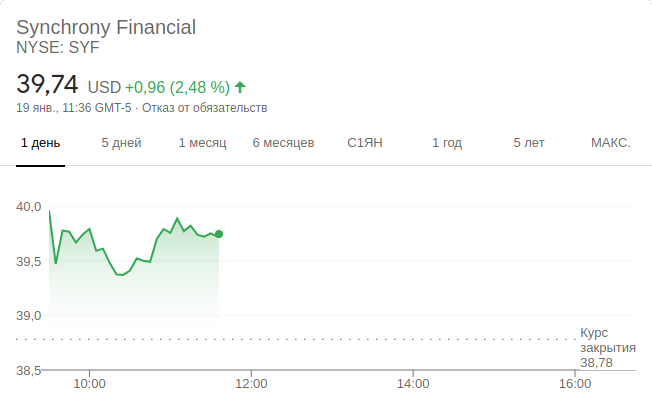 Synchrony Financial
NYSE: SYF
39,74 USD +0,96 (2,48 %)
19 янв., 11:36 GMT-5 · Отказ от обязательств
1 день 5 дней 1 месяц 6 месяцев С1ЯН 1 год 5 лет МАКС.
40,0
39,5
39,0
Курс
закрытия
38,78
38,5
10:00 12:00 14:00 16:00